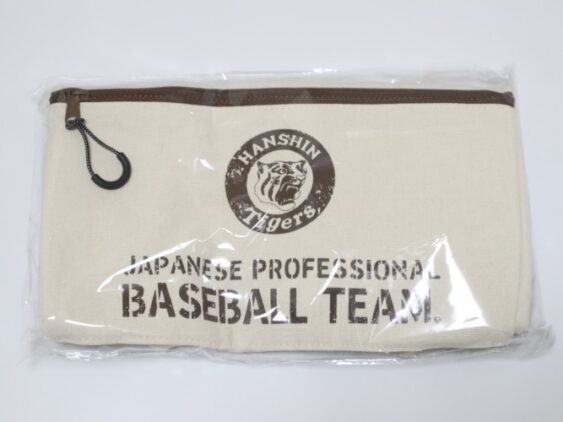 HANSHIN
Tigers
JAPANESE PROFESSIONAL
BASEBALL TEAM.